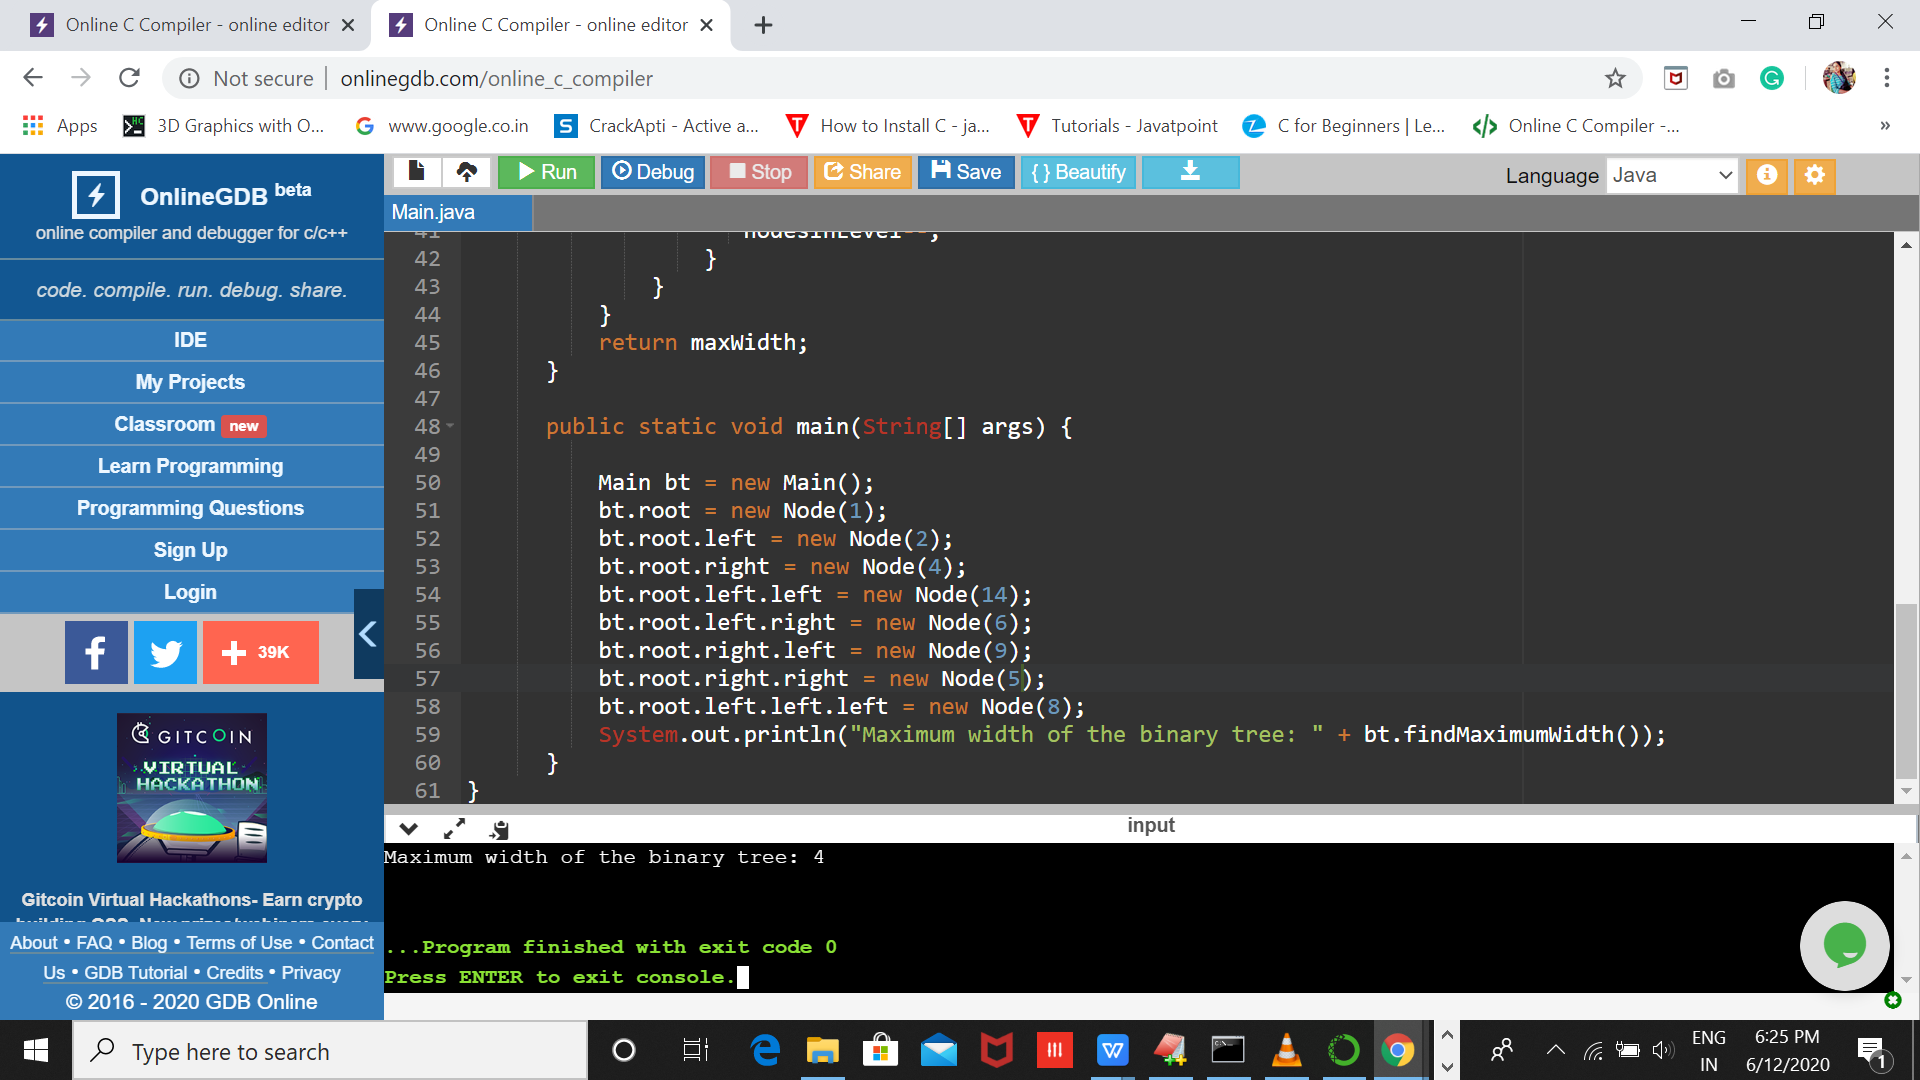 Online C Compiler - online editor
Online C Compiler - online editor
Not secure
onlinegdb.com/online_c_compiler
Apps
3D Graphics with O...
www.google.co.in
CrackApti - Active a...
How to Install C - ja...
Tutorials - Javatpoint
C for Beginners | Le...
Online C Compiler -...
»
OnlineGDB beta
online compiler and debugger for c/c++
code. compile. run. debug. share.
IDE
My Projects
Classroom new
Learn Programming
Programming Questions
Sign Up
Login
39K
GITCOIN
VIRTUAL
HACKATHON
Gitcoin Virtual Hackathons- Earn crypto
About • FAQ • Blog • Terms of Use • Contact
Us • GDB Tutorial • Credits • Privacy
© 2016 - 2020 GDB Online
Run
Debug
Stop
Share
Save
{ } Beautify
Language Java
Main.java
41 nodesInLevel--;
42 }
43 }
44 }
45 return maxWidth;
46 }
47
48 public static void main(String[] args) {
49
50 Main bt = new Main();
51 bt.root = new Node(1);
52 bt.root.left = new Node(2);
53 bt.root.right = new Node(4);
54 bt.root.left.left = new Node(14);
55 bt.root.left.right = new Node(6);
56 bt.root.right.left = new Node(9);
57 bt.root.right.right = new Node(5);
58 bt.root.left.left.left = new Node(8);
59 System.out.println("Maximum width of the binary tree: " + bt.findMaximumWidth());
60 }
61 }
input
Maximum width of the binary tree: 4
...Program finished with exit code 0
Press ENTER to exit console.
Type here to search
ENG
IN
6:25 PM
6/12/2020
1